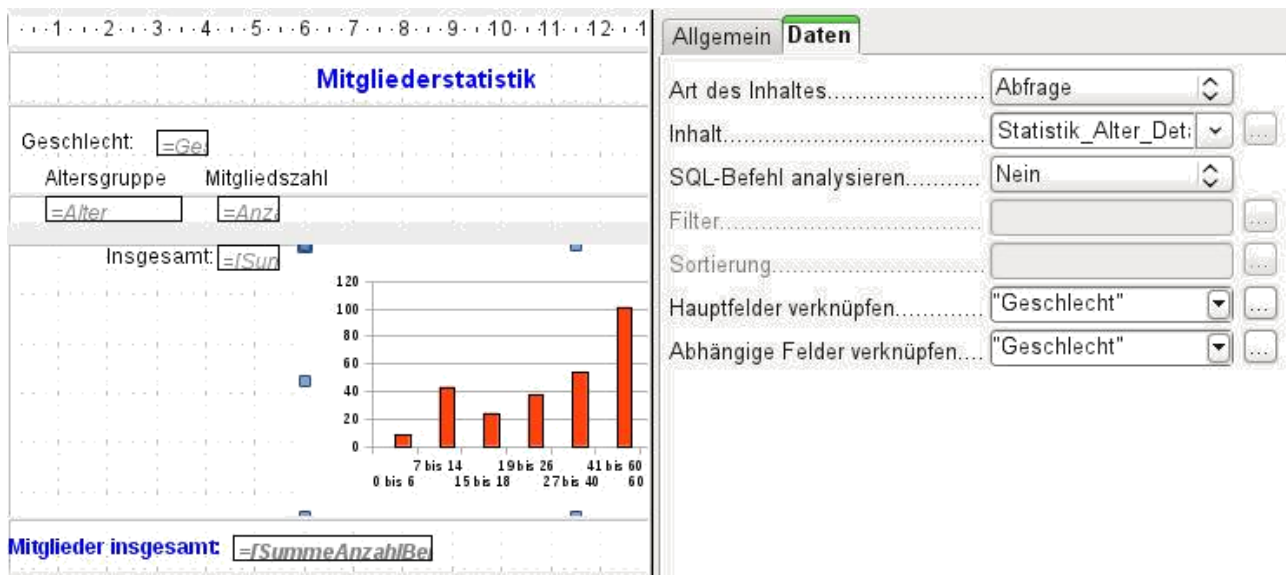 1 2 3 4 5 6 7 8 9 10 11 12 1
Mitgliederstatistik
Geschlecht: =Ges
Altersgruppe Mitgliedszahl
=Alter =Anza
Insgesamt: =[Sun
120
100
80
60
40
20
0
7 bis 14 19 bis 26 41 bis 60
0 bis 6 15 bis 18 27 bis 40 60
Mitglieder insgesamt: =[SummeAnzahlBe
Allgemein Daten
Art des Inhaltes Abfrage
Inhalt Statistik_Alter_Det ...
SQL-Befehl analysieren Nein
Filter ...
Sortierung ...
Hauptfelder verknüpfen "Geschlecht" ...
Abhängige Felder verknüpfen "Geschlecht" ...